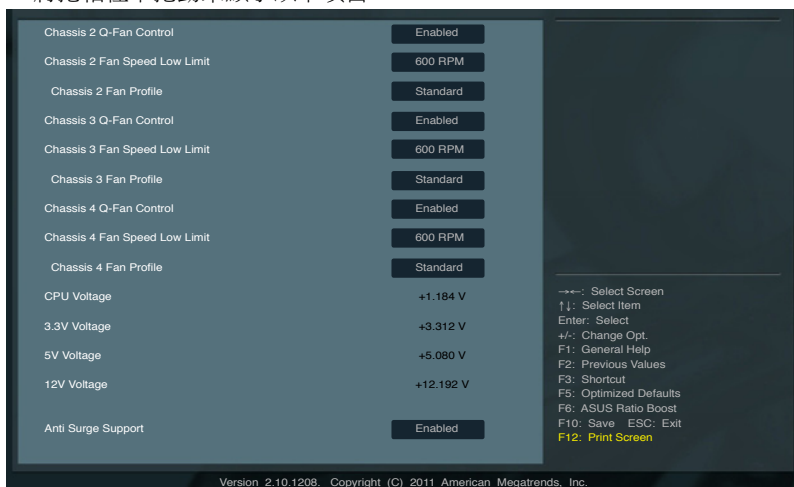 Chassis 2 Q-Fan Control Enabled
Chassis 2 Fan Speed Low Limit 600 RPM
Chassis 2 Fan Profile Standard
Chassis 3 Q-Fan Control Enabled
Chassis 3 Fan Speed Low Limit 600 RPM
Chassis 3 Fan Profile Standard
Chassis 4 Q-Fan Control Enabled
Chassis 4 Fan Speed Low Limit 600 RPM
Chassis 4 Fan Profile Standard
CPU Voltage +1.184 V
3.3V Voltage +3.312 V
5V Voltage +5.080 V
12V Voltage +12.192 V
Anti Surge Support Enabled
→←: Select Screen
↑↓: Select Item
Enter: Select
+/-: Change Opt.
F1: General Help
F2: Previous Values
F3: Shortcut
F5: Optimized Defaults
F6: ASUS Ratio Boost
F10: Save ESC: Exit
F12: Print Screen
Version 2.10.1208. Copyright (C) 2011 American Megatrends, Inc.